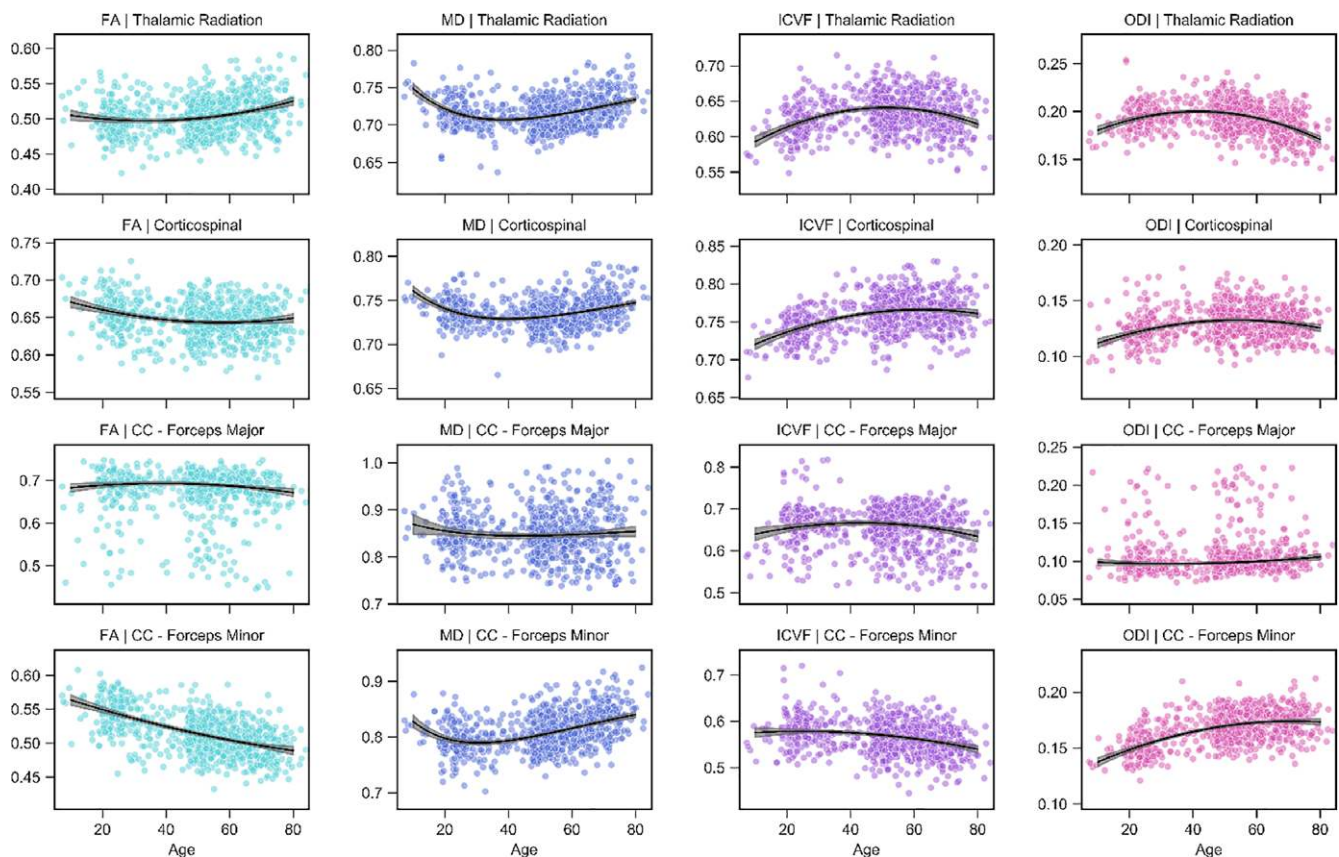 FA | Thalamic Radiation
MD | Thalamic Radiation
ICVF | Thalamic Radiation
ODI | Thalamic Radiation
0.60
0.55
0.50
0.45
0.40
0.80
0.75
0.70
0.65
0.70
0.65
0.60
0.55
0.25
0.20
0.15
FA | Corticospinal
MD | Corticospinal
ICVF | Corticospinal
ODI | Corticospinal
0.75
0.70
0.65
0.60
0.55
0.80
0.75
0.70
0.65
0.85
0.80
0.75
0.70
0.65
0.20
0.15
0.10
FA | CC - Forceps Major
MD | CC - Forceps Major
ICVF | CC - Forceps Major
ODI | CC - Forceps Major
0.7
0.6
0.5
1.0
0.9
0.8
0.7
0.8
0.7
0.6
0.5
0.25
0.20
0.15
0.10
0.05
FA | CC - Forceps Minor
MD | CC - Forceps Minor
ICVF | CC - Forceps Minor
ODI | CC - Forceps Minor
0.60
0.55
0.50
0.45
0.9
0.8
0.7
0.7
0.6
0.5
0.20
0.15
0.10
20 40 60 80
20 40 60 80
20 40 60 80
20 40 60 80
Age
Age
Age
Age